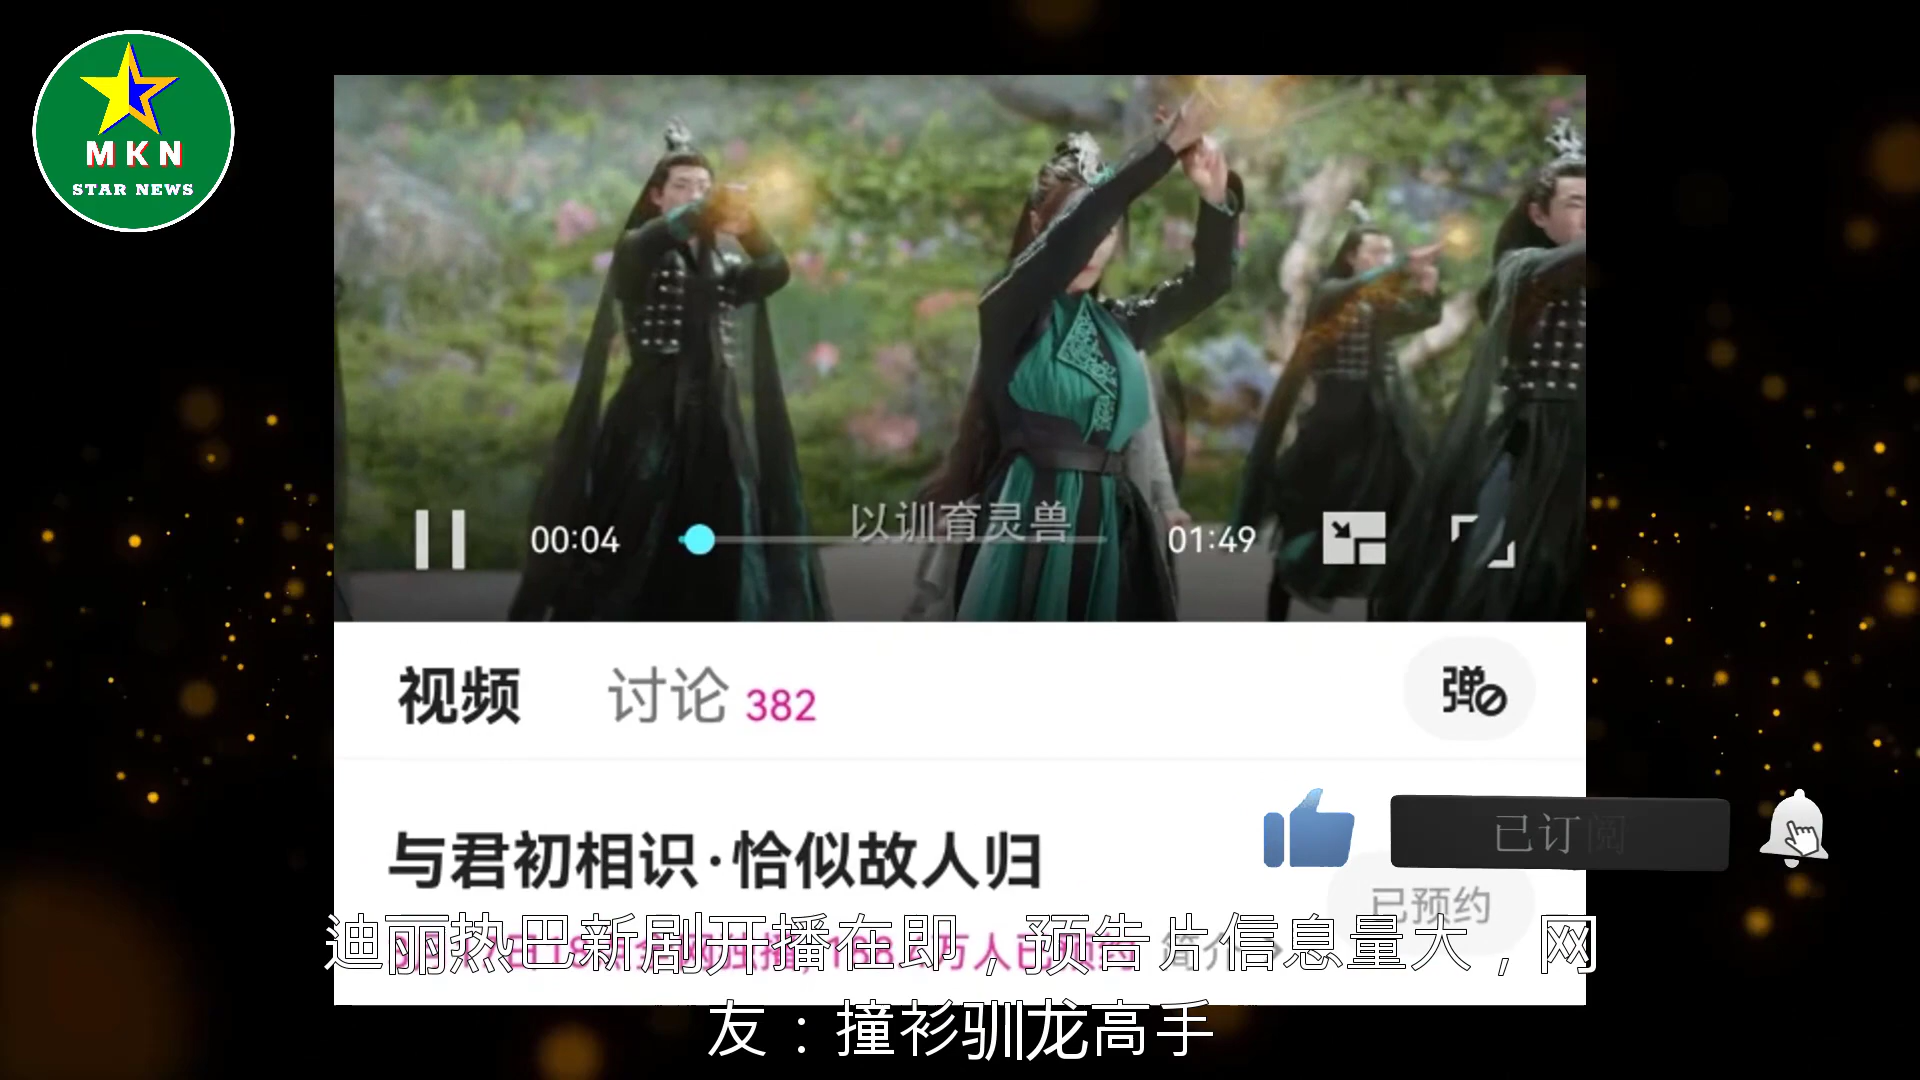 MKN
STAR NEWS
以训育灵兽
00:04
01:49
视频
讨论 382
弹
与君初相识·恰似故人归
已订阅
已预约
简介
迪丽热巴新剧开播在即，预告片信息量大，网
友：撞衫驯龙高手